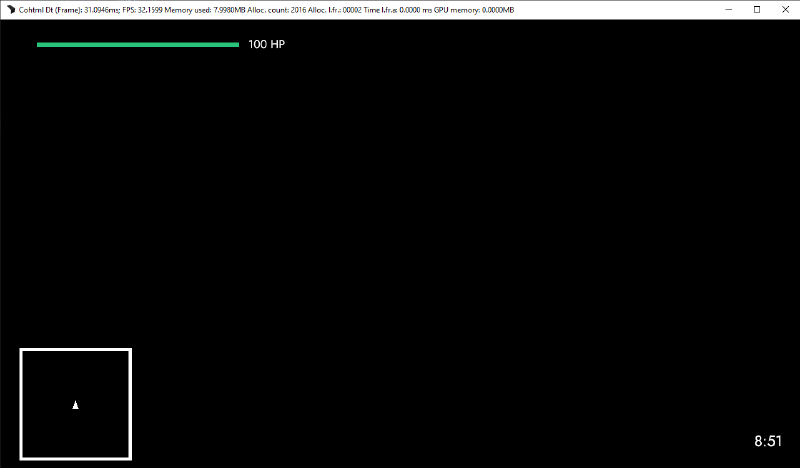 Cohtml Dt (Frame): 31.0946ms; FPS: 32.1599 Memory used: 7.9980MB Alloc. count: 2016 Alloc. l.fr.: 00002 Time l.fr.a: 0.0000 ms GPU memory: 0.0000MB
100 HP
8:51